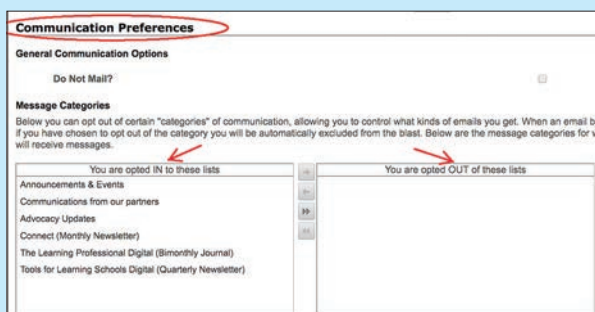 Communication Preferences
General Communication Options
Do Not Mail?
Message Categories
Below you can opt out of certain "categories" of communication, allowing you to control what kinds of emails you get. When an email b
if you have chosen to opt out of the category you will be automatically excluded from the blast. Below are the message categories for
will receive messages.
You are opted IN to these lists
You are opted OUT of these lists
Announcements & Events
Communications from our partners
Advocacy Updates
Connect (Monthly Newsletter)
The Learning Professional Digital (Bimonthly Journal)
Tools for Learning Schools Digital (Quarterly Newsletter)